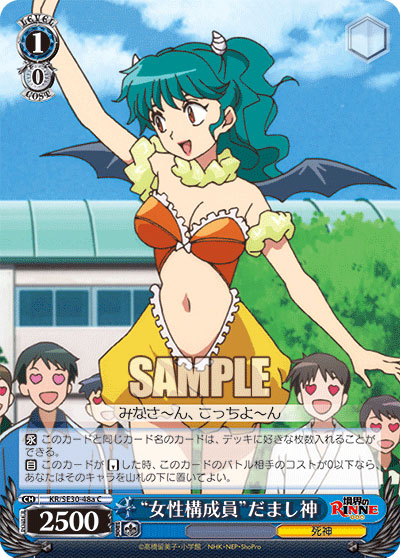 LEVEL
1
0
COST
SAMPLE
みなさ〜ん、こっちよ〜ん
永 このカードと同じカード名のカードは、デッキに好きな枚数入れることができる。
自 このカードが した時、このカードのバトル相手のコストが0以下なら、あなたはそのキャラを山札の下に置いてよい。
CH KR/SE30-48a C
“女性構成員”だまし神
境界のRINNE
POWER
2500
死神
©高橋留美子・小学館/NHK・NEP・ShoPro